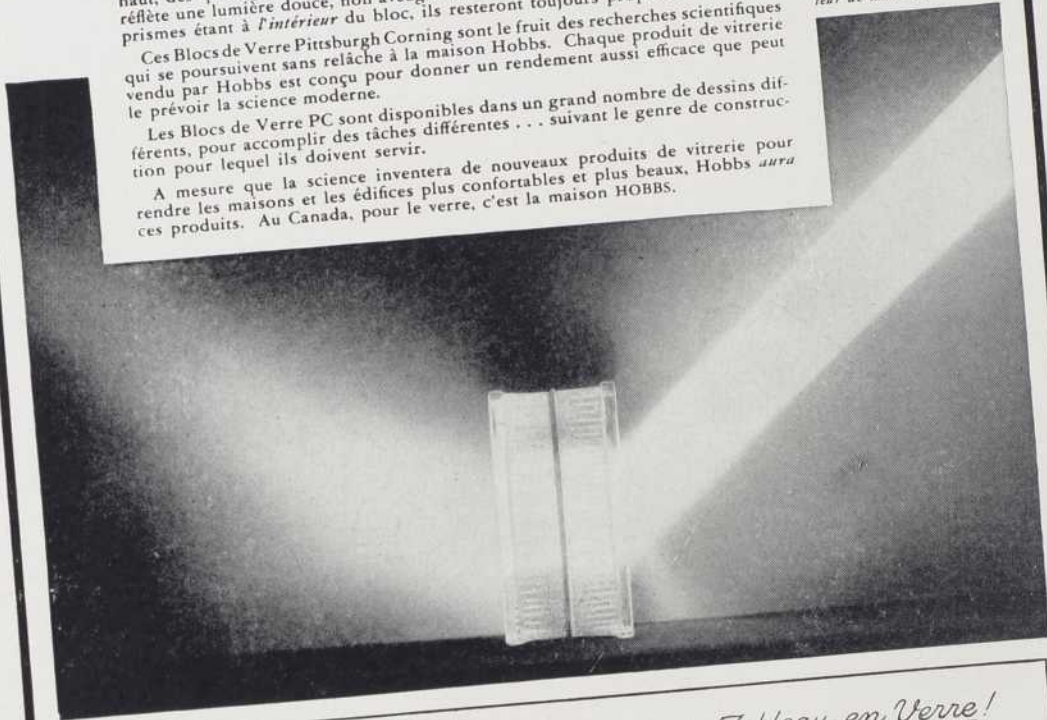 réflète une lumière douce, non
prismes étant à l'intérieur du bloc, ils resteront toujours
Ces Blocs de Verre Pittsburgh Corning sont le fruit des recherches scientifiques
qui se poursuivent sans relâche à la maison Hobbs. Chaque produit de vitrerie
vendu par Hobbs est conçu pour donner un rendement aussi efficace que peut
le prévoir la science moderne.
Les Blocs de Verre PC sont disponibles dans un grand nombre de dessins dif-
férents, pour accomplir des tâches différentes . . . suivant le genre de construc-
tion pour lequel ils doivent servir.
A mesure que la science inventera de nouveaux produits de vitrerie pour
rendre les maisons et les édifices plus confortables et plus beaux, Hobbs aura
ces produits. Au Canada, pour le verre, c'est la maison HOBBS.
en Verre!